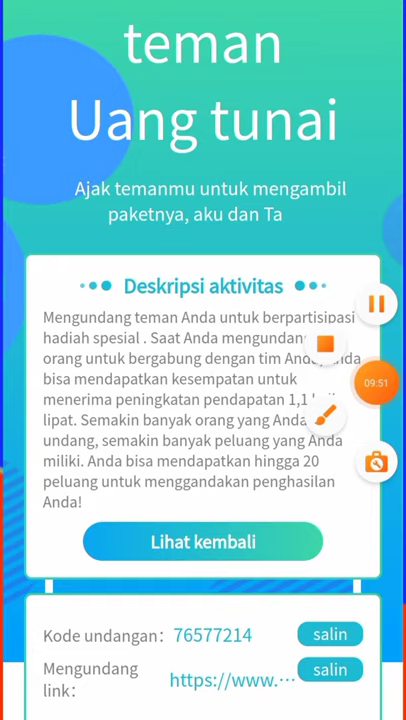 teman
Uang tunai
Ajak temanmu untuk mengambil
paketnya, aku dan Ta
Deskripsi aktivitas
Mengundang teman Anda untuk berpartisipasi
hadiah spesial . Saat Anda mengundang
orang untuk bergabung dengan tim Anda, Anda
bisa mendapatkan kesempatan untuk
menerima peningkatan pendapatan 1,1
lipat. Semakin banyak orang yang Anda
undang, semakin banyak peluang yang Anda
miliki. Anda bisa mendapatkan hingga 20
peluang untuk menggandakan penghasilan
Anda!
09:51
Lihat kembali
Kode undangan： 76577214 salin
Mengundang
link： https://www.··· salin